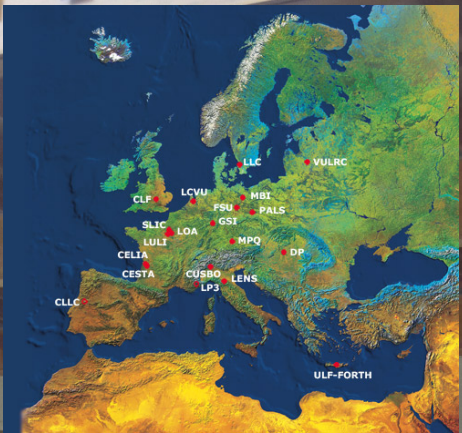 LLC
VULRC
LCVU
MBI
CLF
FSU
PALS
SLIC
LOA
GSI
LULI
MPQ
CELIA
DP
CESTA
CUSBO
LENS
LP3
CLLC
ULF-FORTH